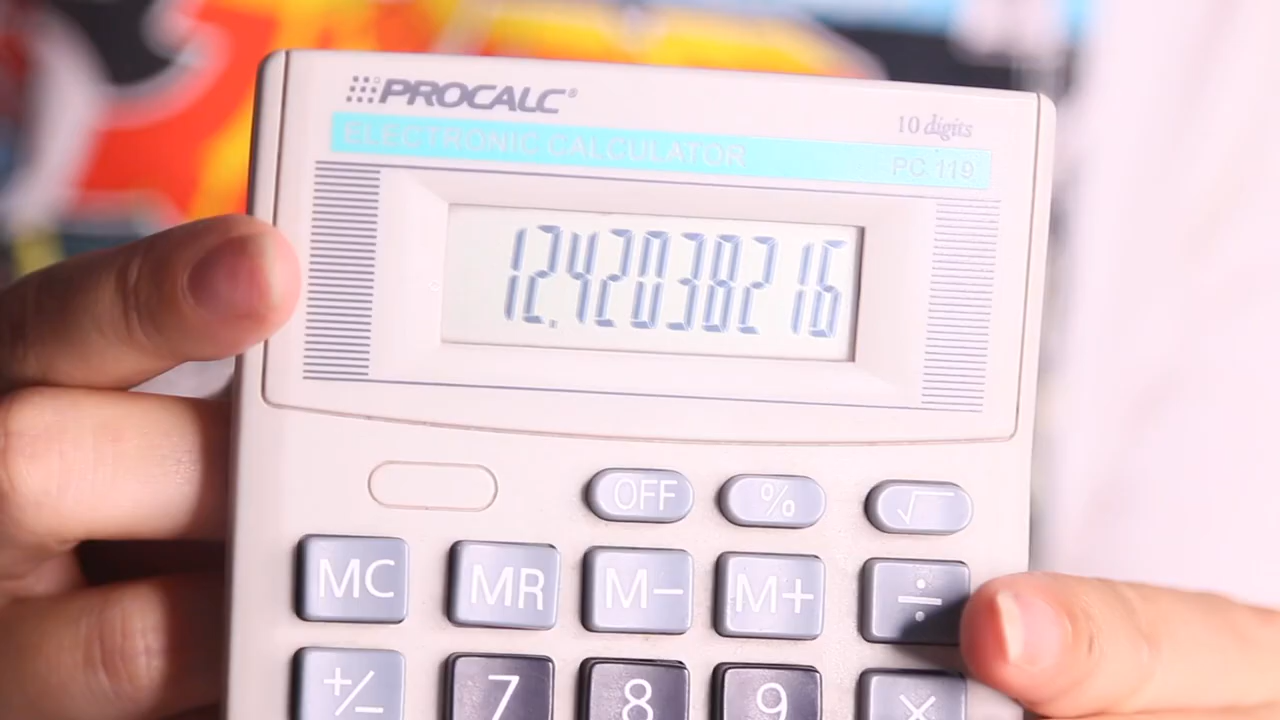 PROCALC®
10 digits
ELECTRONIC CALCULATOR PC 119
12.42038216
OFF % √
MC MR M− M+ ÷
+/− 7 8 9 ×